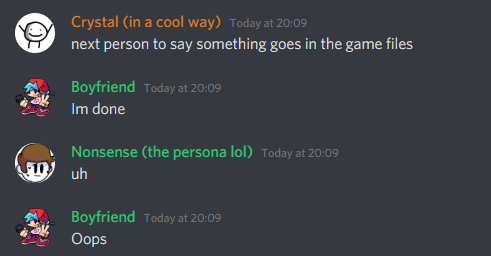 Crystal (in a cool way) Today at 20:09
next person to say something goes in the game files
Boyfriend Today at 20:09
Im done
Nonsense (the persona lol) Today at 20:09
uh
Boyfriend Today at 20:09
Oops